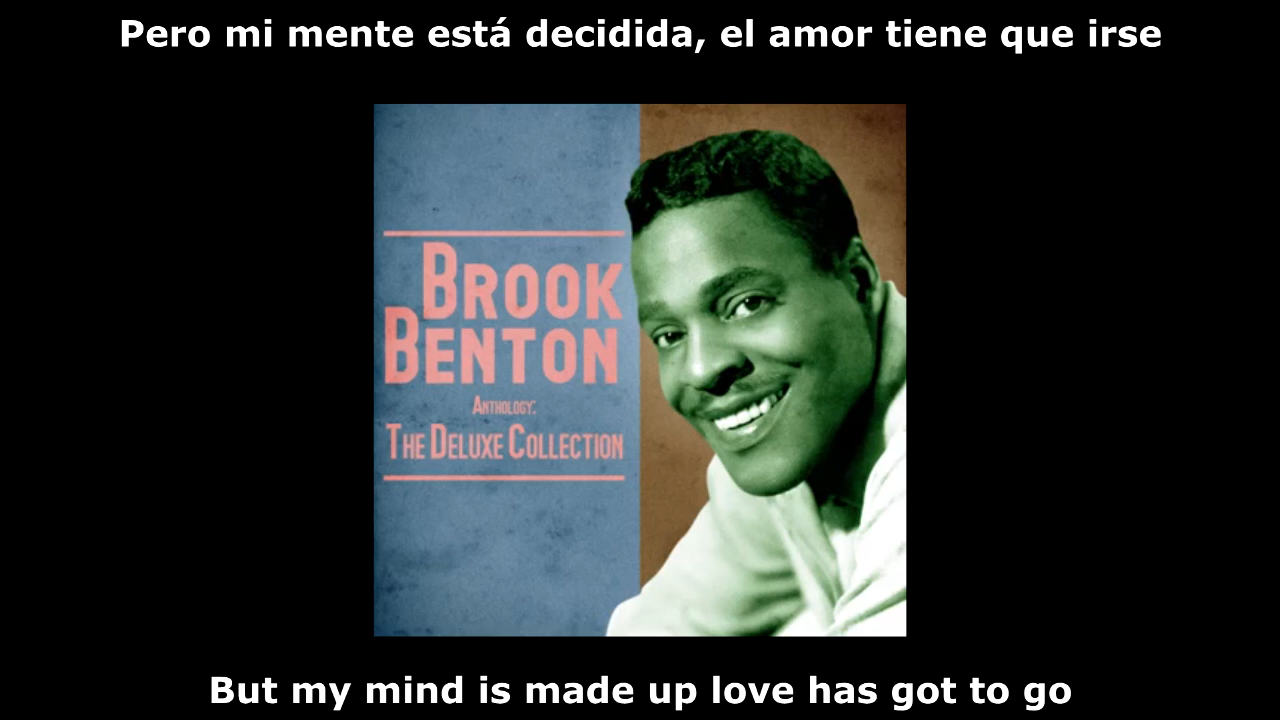 Pero mi mente está decidida, el amor tiene que irse
BROOK
BENTON
ANTHOLOGY:
THE DELUXE COLLECTION
But my mind is made up love has got to go